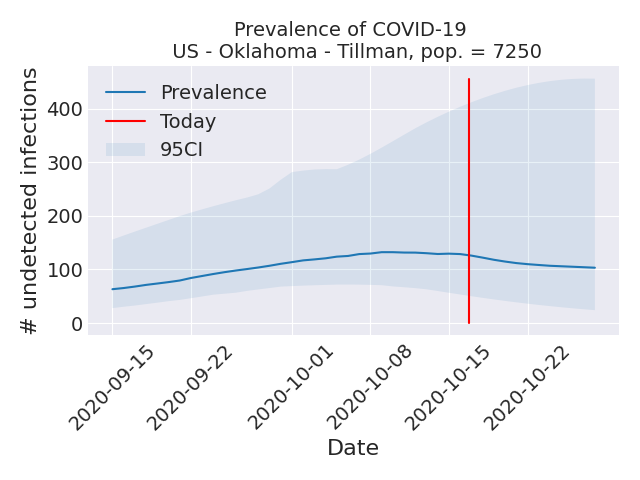 Prevalence of COVID-19
US - Oklahoma - Tillman, pop. = 7250
# undetected infections
400
300
200
100
0
Prevalence
Today
95CI
2020-09-15
2020-09-22
2020-10-01
2020-10-08
2020-10-15
2020-10-22
Date